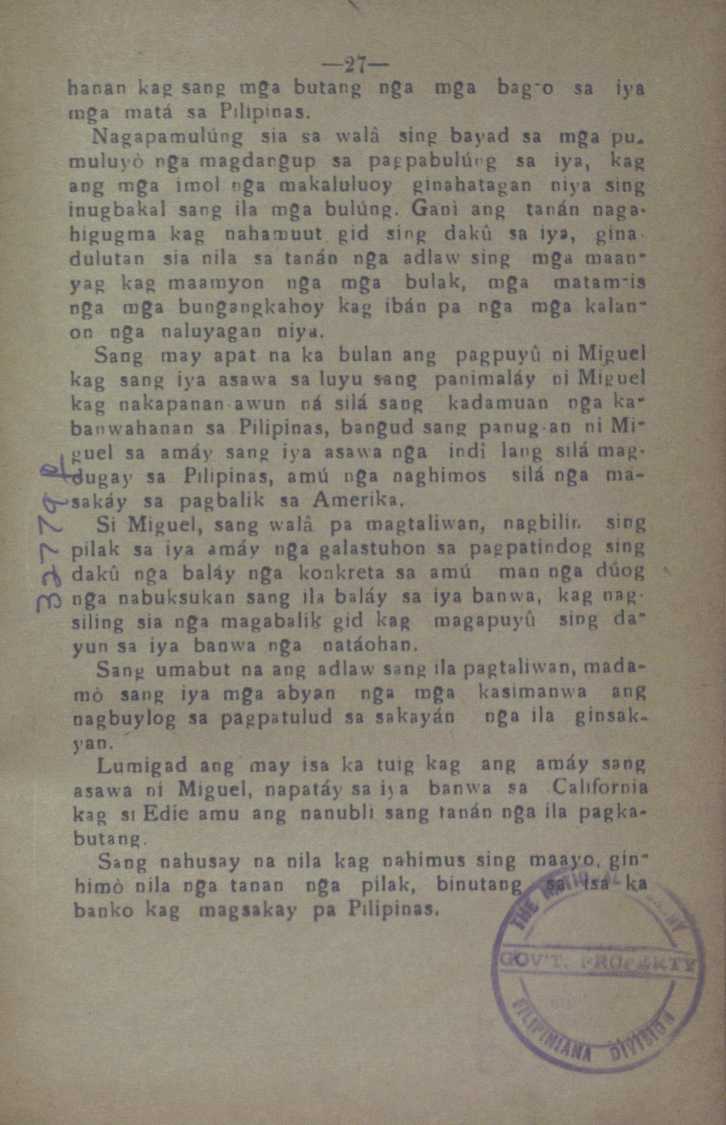 —27—
hanan kag sang mga butang nga mga bag-o sa iya
mga matá sa Pilipinas.
Nagapamulúng sia sa walâ sing bayad sa mga pu-
muluyò nga magdangup sa pagpabulúng sa iya, kag
ang mga imol nga makaluluoy ginahatagan niya sing
inugbakal sang ila mga bulúng. Gani ang tanán naga-
higugma kag nahamuut gid sing dakû sa iya, gina-
dulutan sia nila sa tanán nga adlaw sing mga maan-
yag kag maamyon nga mga bulak, mga matam-is
nga mga bungangkahoy kag ibán pa nga mga kalan-
on nga naluyagan niya.
Sang may apat na ka bulan ang pagpuyû ni Miguel
kag sang iya asawa sa luyu sang panimaláy ni Miguel
kag nakapanan-awun ná silá sang kadamuan nga ka-
banwahanan sa Pilipinas, bangud sang panug-an ni Mi-
guel sa amáy sang iya asawa nga indî lang silá mag-
dugay sa Pilipinas, amú nga naghimos silá nga ma-
sakáy sa pagbalik sa Amerika.
Si Miguel, sang walâ pa magtaliwan, nagbilin sing
pilak sa iya amáy nga galastuhon sa pagpatindog sing
dakû nga baláy nga konkreta sa amú man nga dúog
nga nabuksukan sang ila baláy sa iya banwa, kag nag-
siling sia nga magabalik gid kag magapuyû sing da-
yun sa iya banwa nga natáohan.
Sang umabut na ang adlaw sang ila pagtaliwan, mada-
mò sang iya mga abyan nga mga kasimanwa ang
nagbuylog sa pagpatulud sa sakayán nga ila ginsak-
yan.
Lumigad ang may isa ka tuig kag ang amáy sang
asawa ni Miguel, napatáy sa iya banwa sa California
kag si Edie amu ang nanubli sang tanán nga ila pagka-
butang.
Sang nahusay na nila kag nahimus sing maayo, gin-
himò nila nga tanan nga pilak, binutang sa isa ka
banko kag magsakay pa Pilipinas.
32779 P
THE NATIONAL
GOV'T. PROPERTY
FILIPINIANA DIVISION